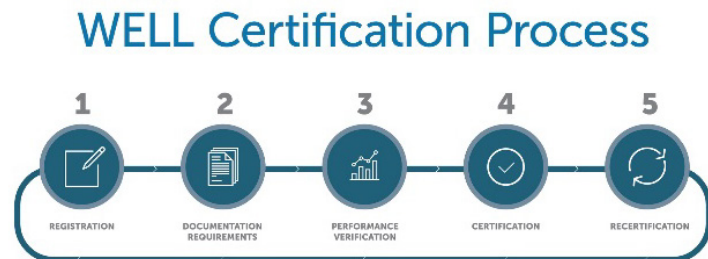 WELL Certification Process
1 2 3 4 5
REGISTRATION
DOCUMENTATION
REQUIREMENTS
PERFORMANCE
VERIFICATION
CERTIFICATION
RECERTIFICATION